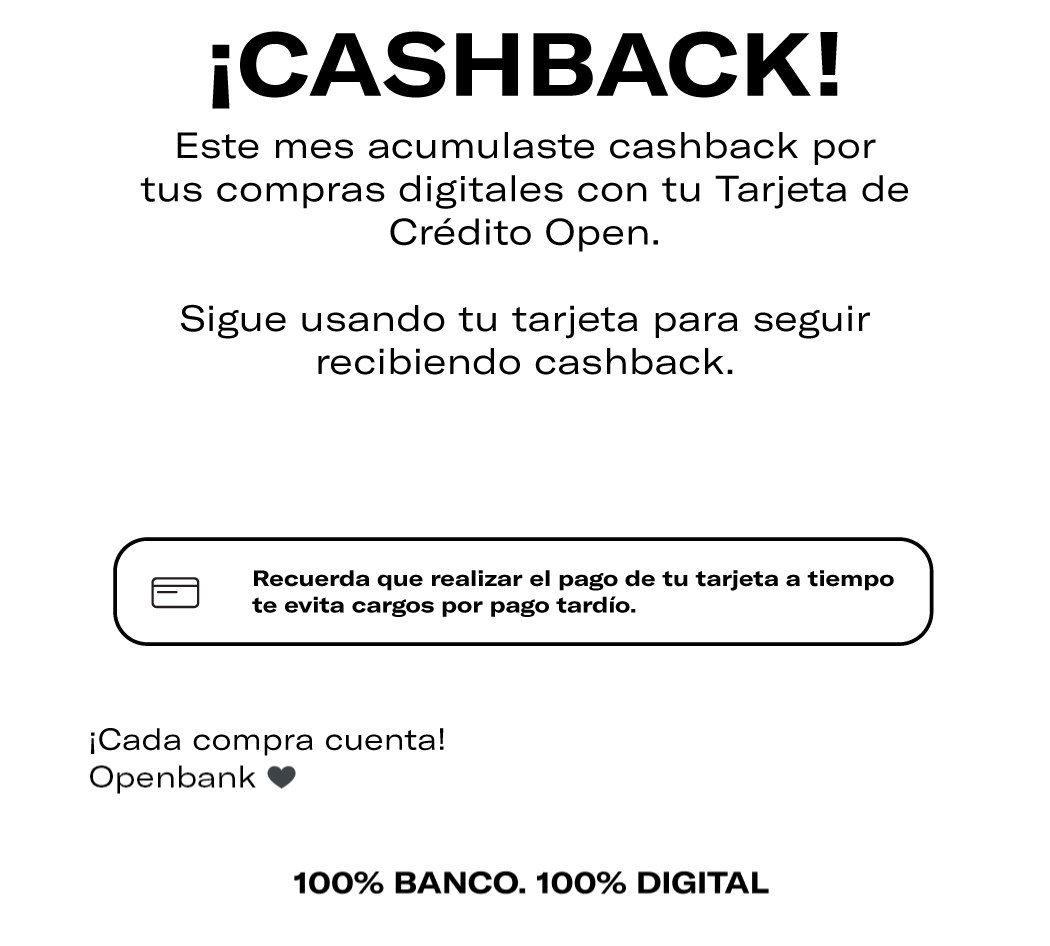 ¡CASHBACK!
Este mes acumulaste cashback por
tus compras digitales con tu Tarjeta de
Crédito Open.
Sigue usando tu tarjeta para seguir
recibiendo cashback.
Recuerda que realizar el pago de tu tarjeta a tiempo
te evita cargos por pago tardío.
¡Cada compra cuenta!
Openbank 🖤
100% BANCO. 100% DIGITAL